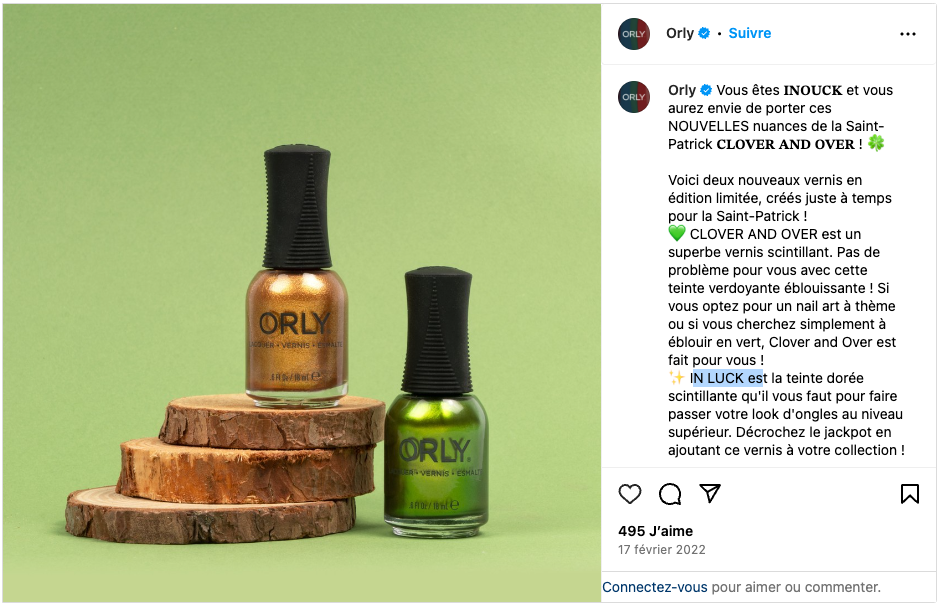 ORLY
LACQUER • VERNIS • ESMALTE
.6 fl oz / 18 ml ℮
ORLY
LACQUER • VERNIS • ESMALTE
.6 fl oz / 18 ml ℮
ORLY
Orly • Suivre
ORLY
Orly Vous êtes INOUCK et vous
aurez envie de porter ces
NOUVELLES nuances de la Saint-
Patrick CLOVER AND OVER ! 🍀
Voici deux nouveaux vernis en
édition limitée, créés juste à temps
pour la Saint-Patrick !
💚 CLOVER AND OVER est un
superbe vernis scintillant. Pas de
problème pour vous avec cette
teinte verdoyante éblouissante ! Si
vous optez pour un nail art à thème
ou si vous cherchez simplement à
éblouir en vert, Clover and Over est
fait pour vous !
✨ IN LUCK est la teinte dorée
scintillante qu'il vous faut pour faire
passer votre look d'ongles au niveau
supérieur. Décrochez le jackpot en
ajoutant ce vernis à votre collection !
495 J’aime
17 février 2022
Connectez-vous pour aimer ou commenter.